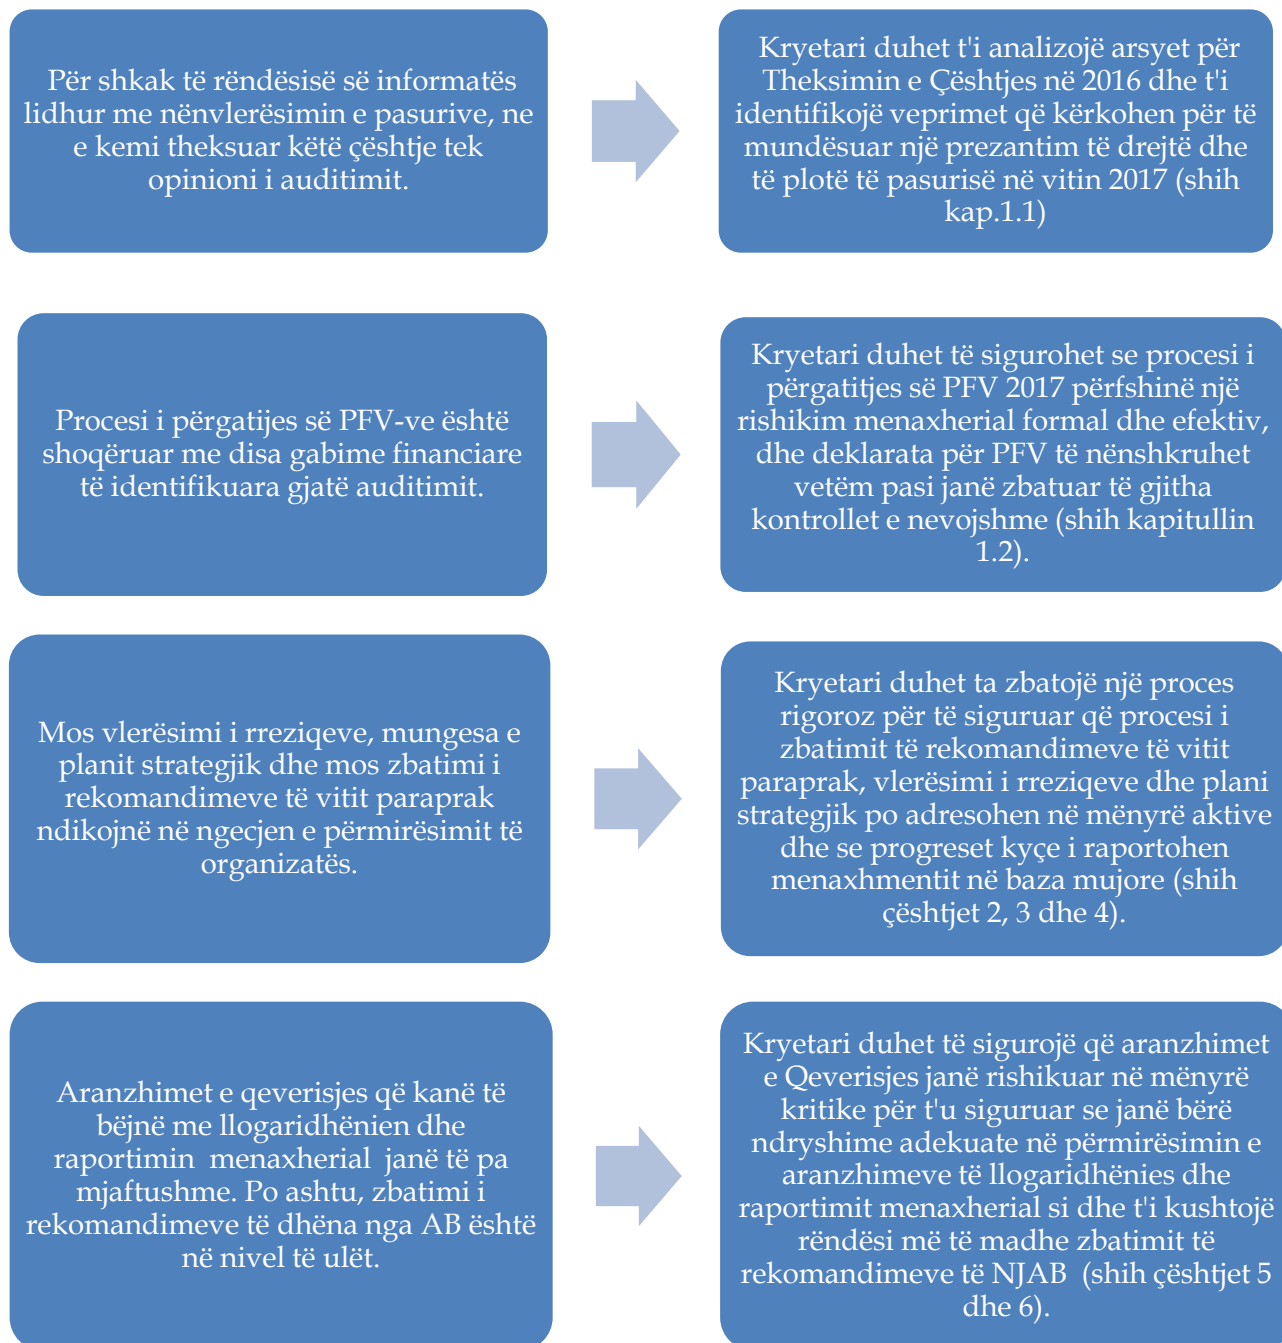 Për shkak të rëndësisë së informatës
lidhur me nënvlerësimin e pasurive, ne
e kemi theksuar këtë çështje tek
opinioni i auditimit.
Kryetari duhet t'i analizojë arsyet për
Theksimin e Çështjes në 2016 dhe t'i
identifikojë veprimet që kërkohen për të
mundësuar një prezantim të drejtë dhe
të plotë të pasurisë në vitin 2017 (shih
kap.1.1)
Procesi i përgatijes së PFV-ve është
shoqëruar me disa gabime financiare
të identifikuara gjatë auditimit.
Kryetari duhet të sigurohet se procesi i
përgatitjes së PFV 2017 përfshinë një
rishikim menaxherial formal dhe efektiv,
dhe deklarata për PFV të nënshkruhet
vetëm pasi janë zbatuar të gjitha
kontrollet e nevojshme (shih kapitullin
1.2).
Mos vlerësimi i rreziqeve, mungesa e
planit strategjik dhe mos zbatimi i
rekomandimeve të vitit paraprak
ndikojnë në ngecjen e përmirësimit të
organizatës.
Kryetari duhet ta zbatojë një proces
rigoroz për të siguruar që procesi i
zbatimit të rekomandimeve të vitit
paraprak, vlerësimi i rreziqeve dhe plani
strategjik po adresohen në mënyrë aktive
dhe se progreset kyçe i raportohen
menaxhmentit në baza mujore (shih
çështjet 2, 3 dhe 4).
Aranzhimet e qeverisjes që kanë të
bëjnë me llogaridhënien dhe
raportimin menaxherial janë të pa
mjaftushme. Po ashtu, zbatimi i
rekomandimeve të dhëna nga AB është
në nivel të ulët.
Kryetari duhet të sigurojë që aranzhimet
e Qeverisjes janë rishikuar në mënyrë
kritike për t'u siguruar se janë bërë
ndryshime adekuate në përmirësimin e
aranzhimeve të llogaridhënies dhe
raportimit menaxherial si dhe t'i kushtojë
rëndësi më të madhe zbatimit të
rekomandimeve të NJAB (shih çështjet 5
dhe 6).